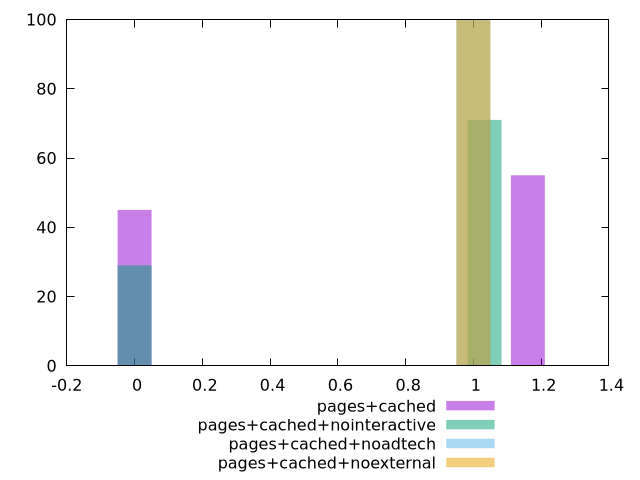 100
80
60
40
20
0
-0.2 0 0.2 0.4 0.6 0.8 1 1.2 1.4
pages+cached
pages+cached+nointeractive
pages+cached+noadtech
pages+cached+noexternal